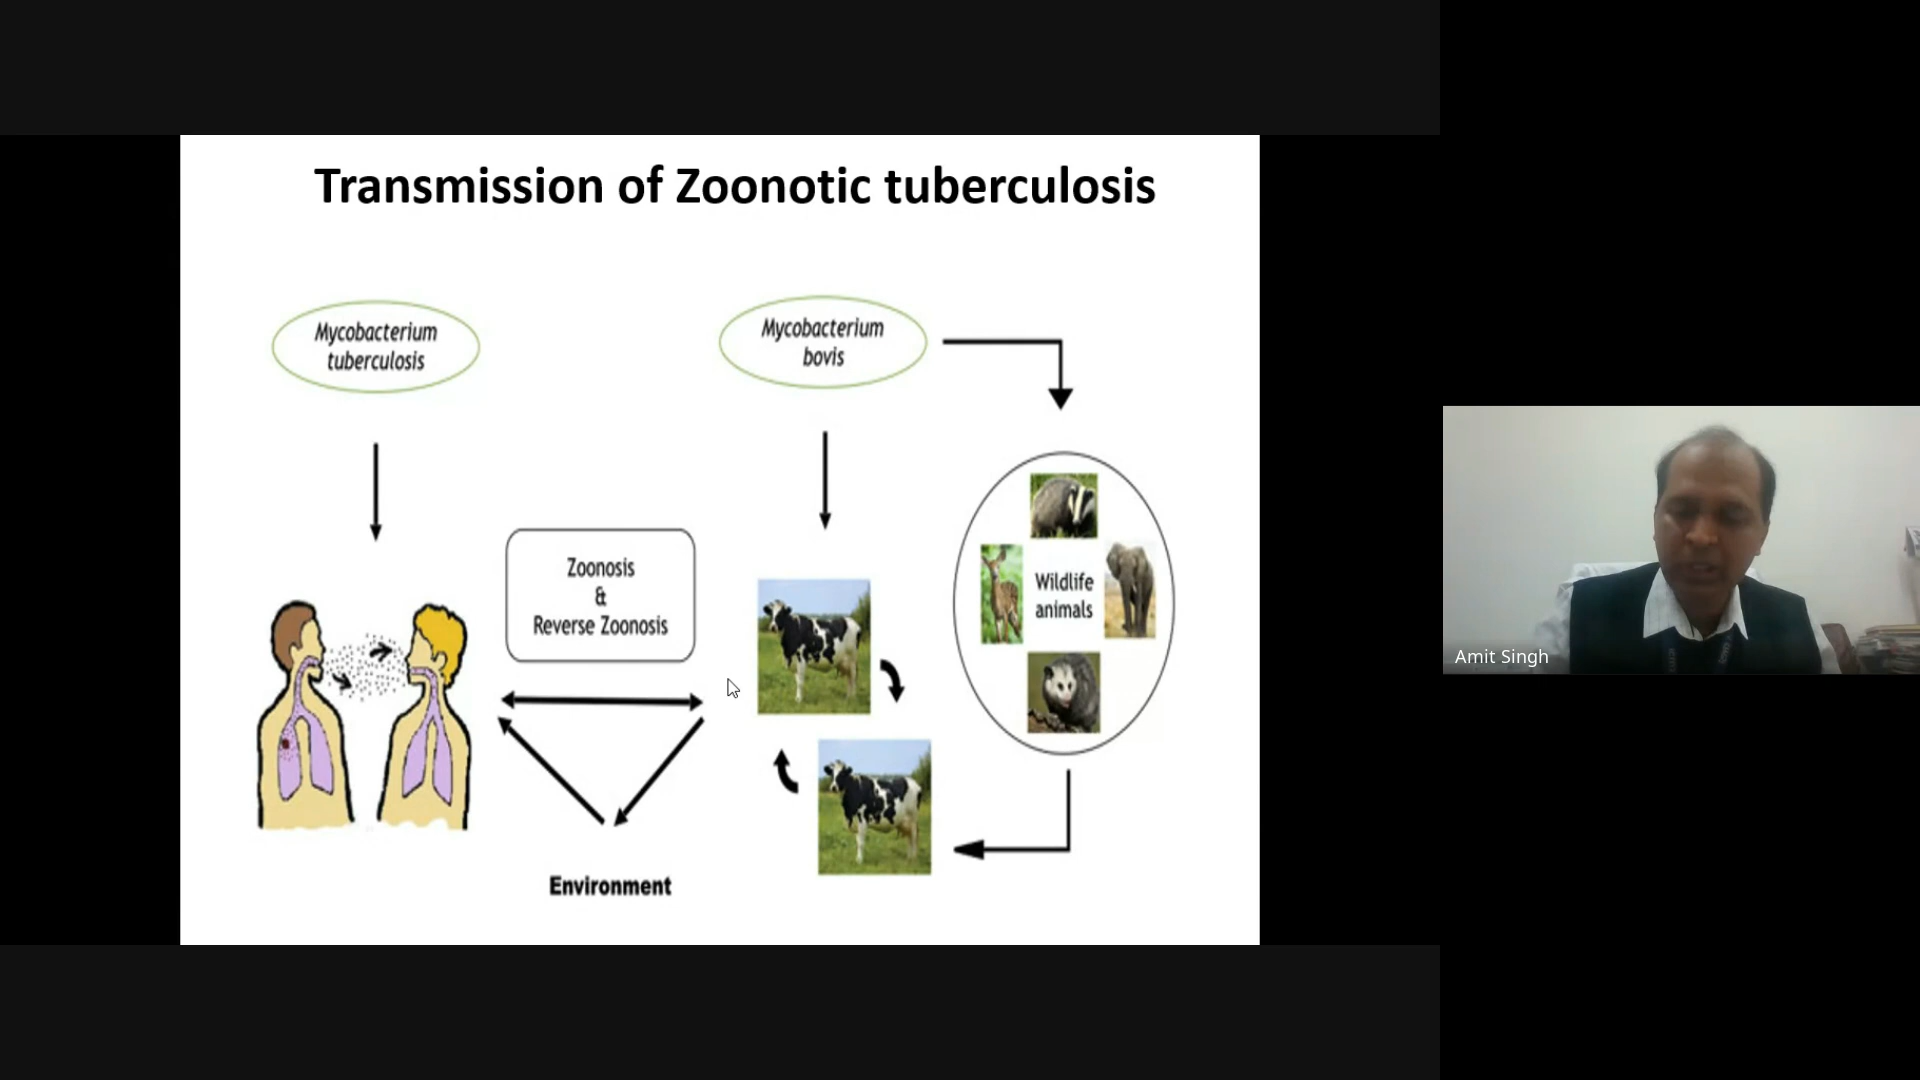 Transmission of Zoonotic tuberculosis
Mycobacterium
tuberculosis
Mycobacterium
bovis
Zoonosis
&
Reverse Zoonosis
Wildlife
animals
Environment
Amit Singh